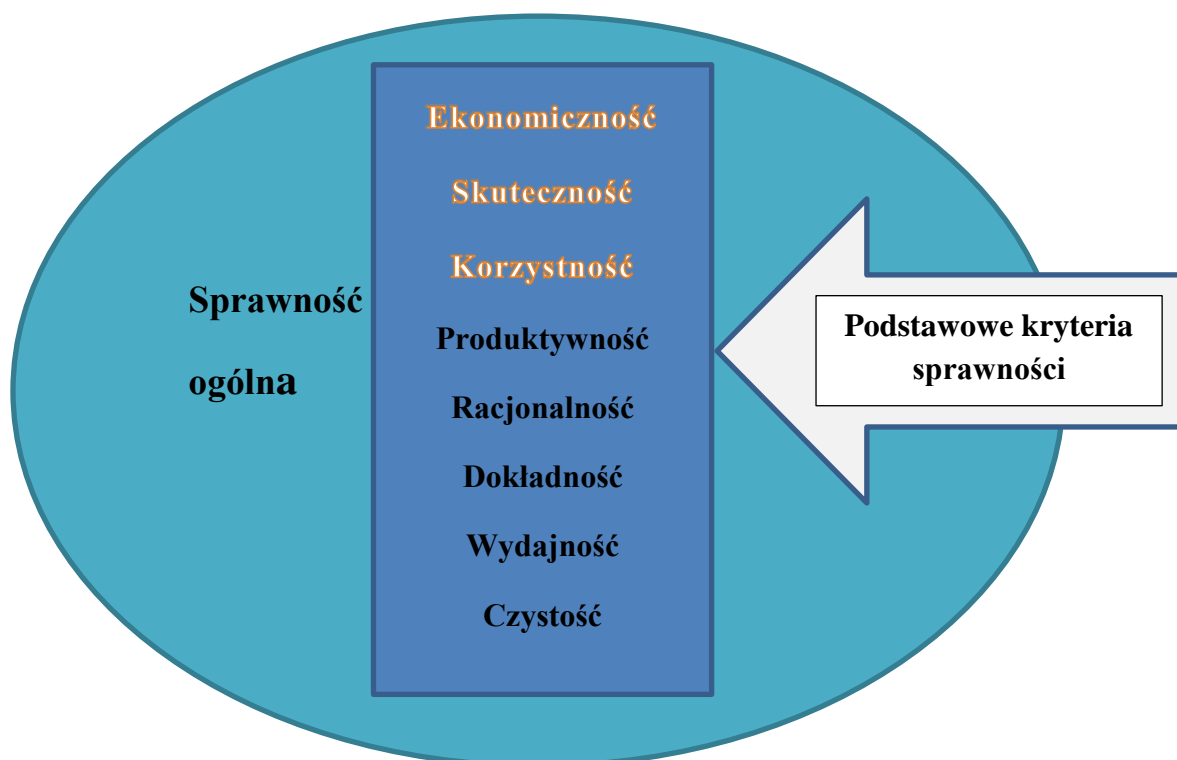 Sprawność
ogólna
Ekonomiczność
Skuteczność
Korzystność
Produktywność
Racjonalność
Dokładność
Wydajność
Czystość
Podstawowe kryteria
sprawności